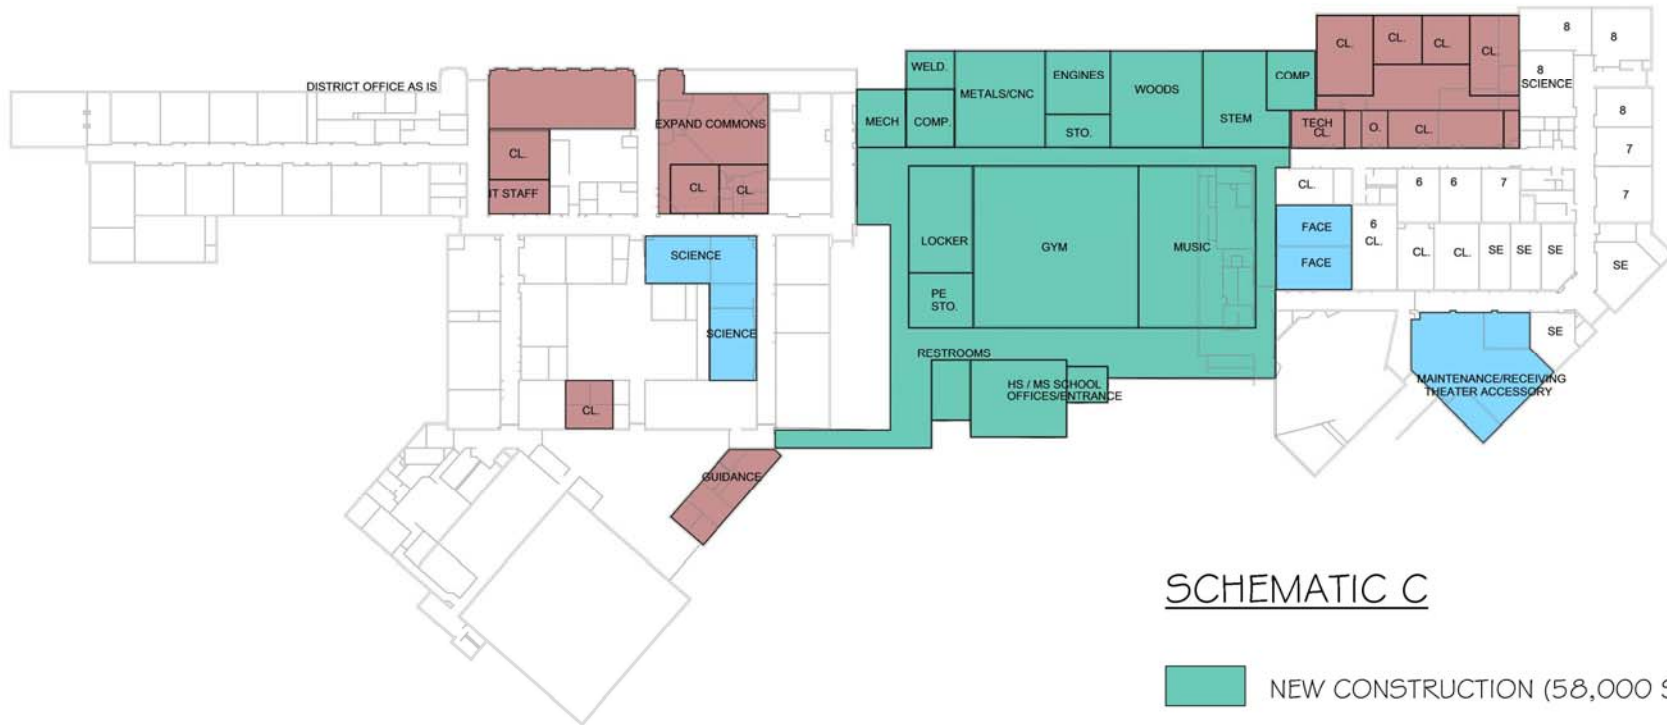 DISTRICT OFFICE AS IS
CL.
IT STAFF
EXPAND COMMONS
CL.
CL.
SCIENCE
SCIENCE
CL.
GUIDANCE
WELD.
METALS/CNC
ENGINES
WOODS
COMP.
MECH
COMP.
STO.
STEM
LOCKER
GYM
MUSIC
PE
STO.
RESTROOMS
HS / MS SCHOOL
OFFICES/ENTRANCE
CL.
CL.
CL.
CL.
TECH
CL.
O.
CL.
8
8
8
SCIENCE
8
7
7
CL.
6
6
7
FACE
FACE
6
CL.
CL.
CL.
SE
SE
SE
SE
SE
MAINTENANCE/RECEIVING
THEATER ACCESSORY
SCHEMATIC C
NEW CONSTRUCTION (58,000 S